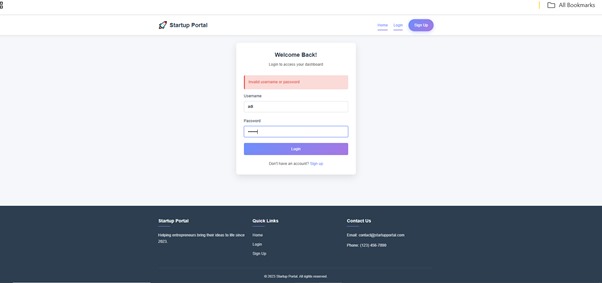 All Bookmarks
Startup Portal
Home
Login
Sign Up
Welcome Back!
Login to access your dashboard
Invalid username or password
Username
Password
Login
Don't have an account? Sign up
Startup Portal
Helping entrepreneurs bring their ideas to life since
2023.
Quick Links
Home
Login
Sign Up
Contact Us
Email: contact@startupportal.com
Phone: (123) 456-7890
© 2023 Startup Portal. All rights reserved.